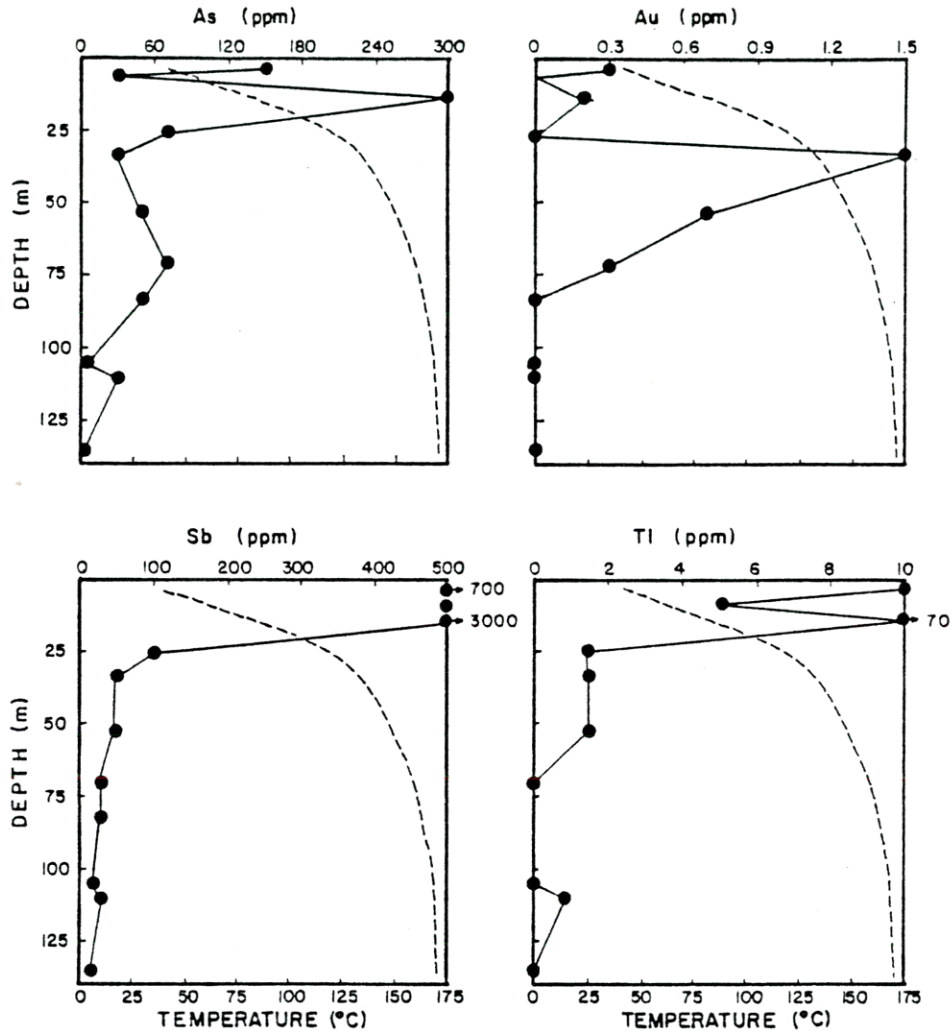 As (ppm)
0 60 120 180 240 300
Au (ppm)
0 0.3 0.6 0.9 1.2 1.5
25
50
75
100
125
DEPTH (m)
Sb (ppm)
0 100 200 300 400 500
Tl (ppm)
0 2 4 6 8 10
700
3000
70
25
50
75
100
125
DEPTH (m)
0 25 50 75 100 125 150 175
TEMPERATURE (°C)
0 25 50 75 100 125 150 175
TEMPERATURE (°C)